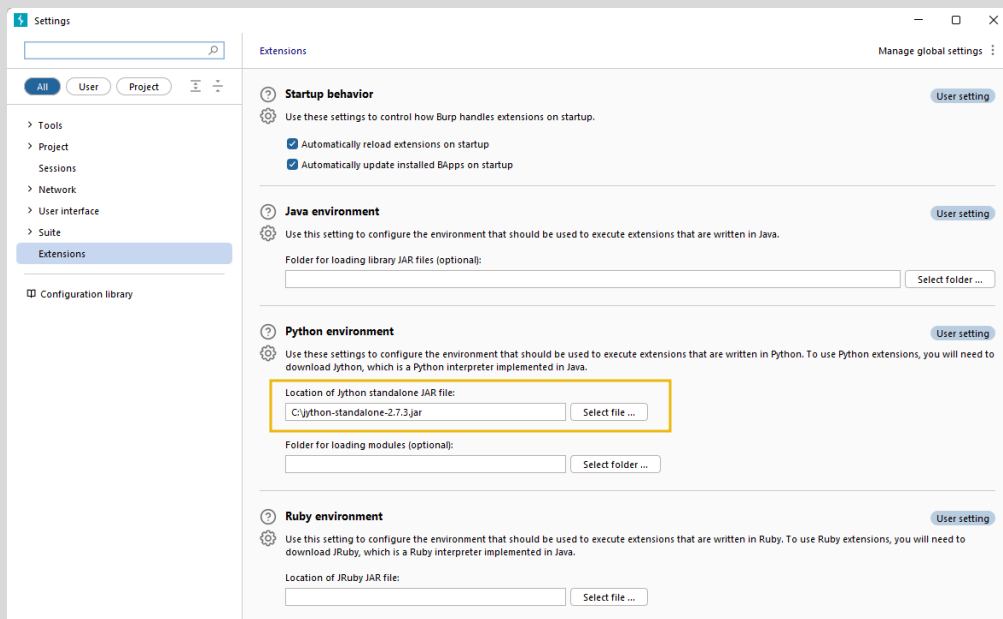 Settings
Extensions
Manage global settings
All
User
Project
Tools
Project
Sessions
Network
User interface
Suite
Extensions
Configuration library
Startup behavior
User setting
Use these settings to control how Burp handles extensions on startup.
Automatically reload extensions on startup
Automatically update installed BApps on startup
Java environment
User setting
Use this setting to configure the environment that should be used to execute extensions that are written in Java.
Folder for loading library JAR files (optional):
Select folder ...
Python environment
User setting
Use these settings to configure the environment that should be used to execute extensions that are written in Python. To use Python extensions, you will need to
download Jython, which is a Python interpreter implemented in Java.
Location of Jython standalone JAR file:
C:\jython-standalone-2.7.3.jar
Select file ...
Folder for loading modules (optional):
Select folder ...
Ruby environment
User setting
Use this setting to configure the environment that should be used to execute extensions that are written in Ruby. To use Ruby extensions, you will need to
download JRuby, which is a Ruby interpreter implemented in Java.
Location of JRuby JAR file:
Select file ...